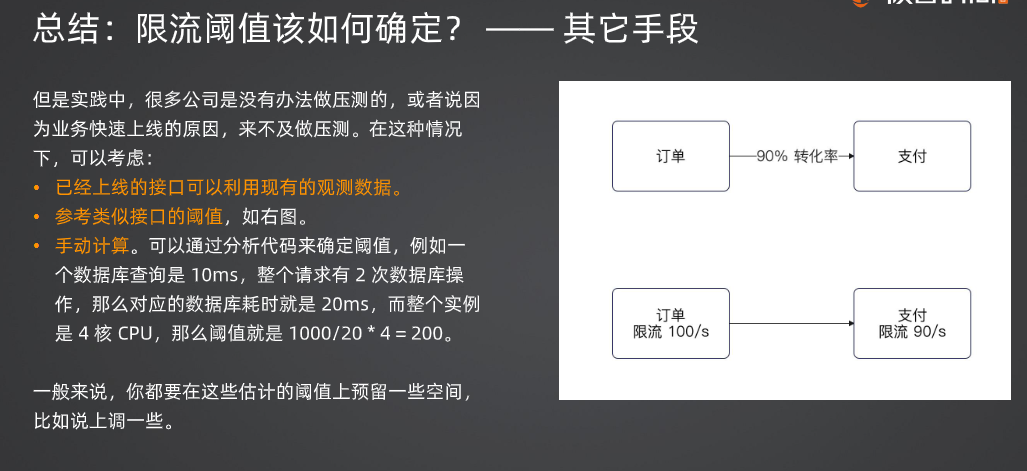 总结：限流阈值该如何确定？ —— 其它手段
但是实践中，很多公司是没有办法做压测的，或者说因
为业务快速上线的原因，来不及做压测。在这种情况
下，可以考虑：
• 已经上线的接口可以利用现有的观测数据。
• 参考类似接口的阈值，如右图。
• 手动计算。可以通过分析代码来确定阈值，例如一
个数据库查询是 10ms，整个请求有 2 次数据库操
作，那么对应的数据库耗时就是 20ms，而整个实例
是 4 核 CPU，那么阈值就是 1000/20 * 4 = 200。
一般来说，你都要在这些估计的阈值上预留一些空间，
比如说上调一些。
订单
90% 转化率
支付
订单
限流 100/s
支付
限流 90/s